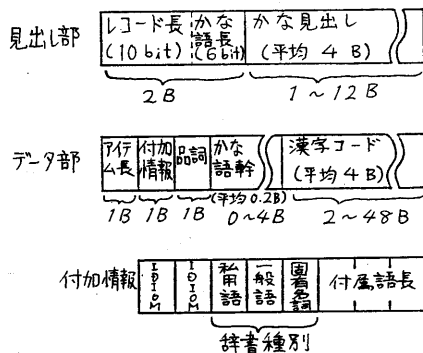 見出し部
レコード長 (10 bit)
かな語長 (6 bit)
かな見出し (平均 4 B)
2B
1 ~ 12 B
データ部
アイテム長
付加情報
品詞
かな語幹
漢字コード (平均 4 B)
(平均 0.2B)
1B 1B 1B 0~4B 2~48B
付加情報
IDIOM
IDIOM
私用語
一般語
固有名詞
付属語長
辞書種別